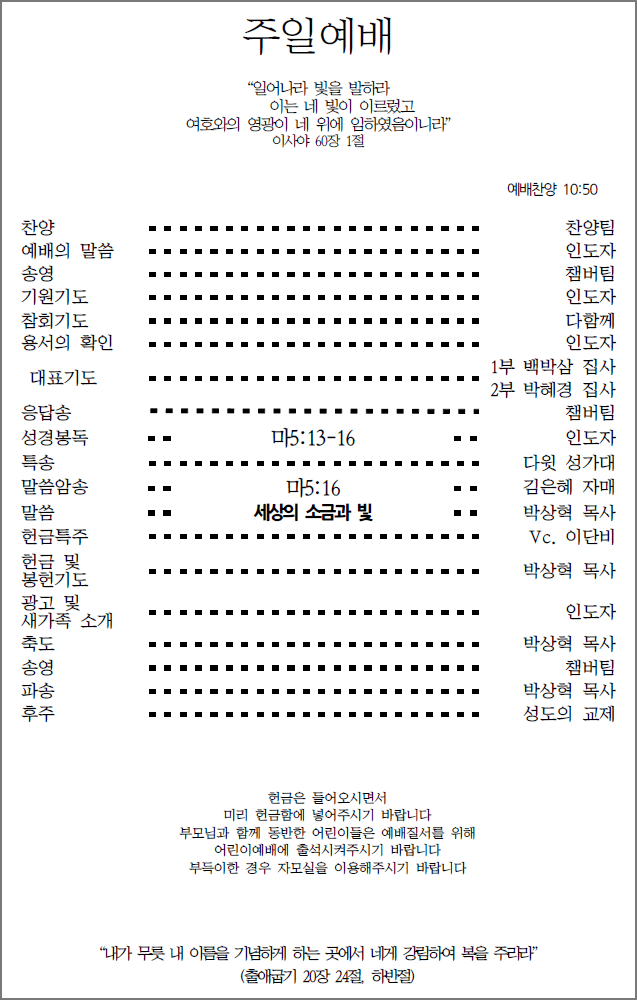 주일예배
“일어나라 빛을 발하라
이는 네 빛이 이르렀고
여호와의 영광이 네 위에 임하였음이니라”
이사야 60장 1절
예배찬양 10:50
찬양 찬양팀
예배의 말씀 인도자
송영 챔버팀
기원기도 인도자
참회기도 다함께
용서의 확인 인도자
대표기도 1부 백박삼 집사
2부 박혜경 집사
응답송 챔버팀
성경봉독 마5:13-16 인도자
특송 다윗 성가대
말씀암송 마5:16 김은혜 자매
말씀 세상의 소금과 빛 박상혁 목사
헌금특주 Vc. 이단비
헌금 및
봉헌기도 박상혁 목사
광고 및
새가족 소개 인도자
축도 박상혁 목사
송영 챔버팀
파송 박상혁 목사
후주 성도의 교제
헌금은 들어오시면서
미리 헌금함에 넣어주시기 바랍니다
부모님과 함께 동반한 어린이들은 예배질서를 위해
어린이예배에 출석시켜주시기 바랍니다
부득이한 경우 자모실을 이용해주시기 바랍니다
“내가 무릇 내 이름을 기념하게 하는 곳에서 네게 강림하여 복을 주리라”
(출애굽기 20장 24절, 하반절)